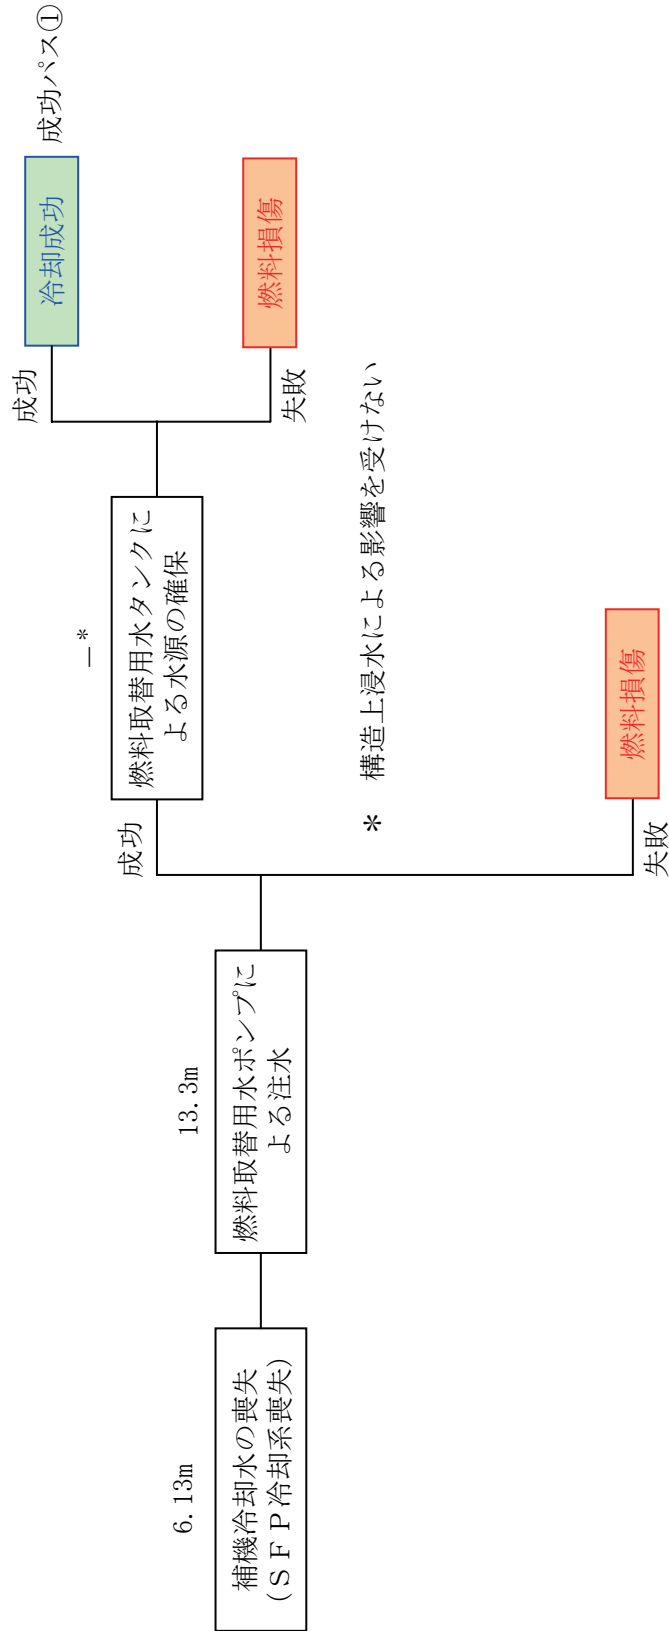 6.13m
補機冷却水の喪失
(ＳＦＰ冷却系喪失)
13.3m
燃料取替用水ポンプに
よる注水
成功
失敗
燃料損傷
－*
燃料取替用水タンクに
よる水源の確保
成功
冷却成功
成功パス①
失敗
燃料損傷
* 構造上浸水による影響を受けない